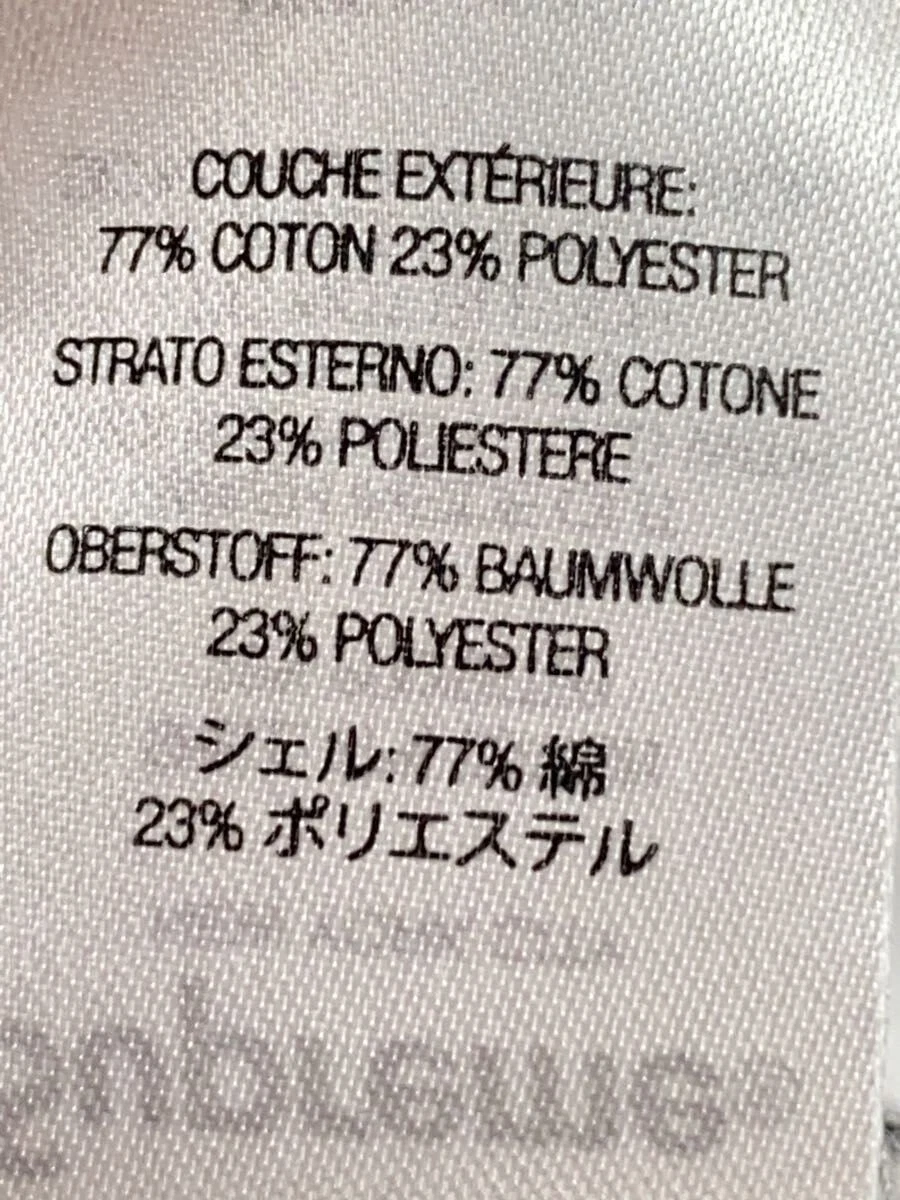 COUCHE EXTÉRIEURE:
77% COTON 23% POLYESTER
STRATO ESTERNO: 77% COTONE
23% POLIESTERE
OBERSTOFF: 77% BAUMWOLLE
23% POLYESTER
シェル: 77% 綿
23% ポリエステル